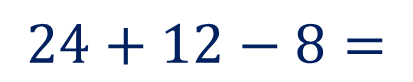 24 + 12 − 8 =